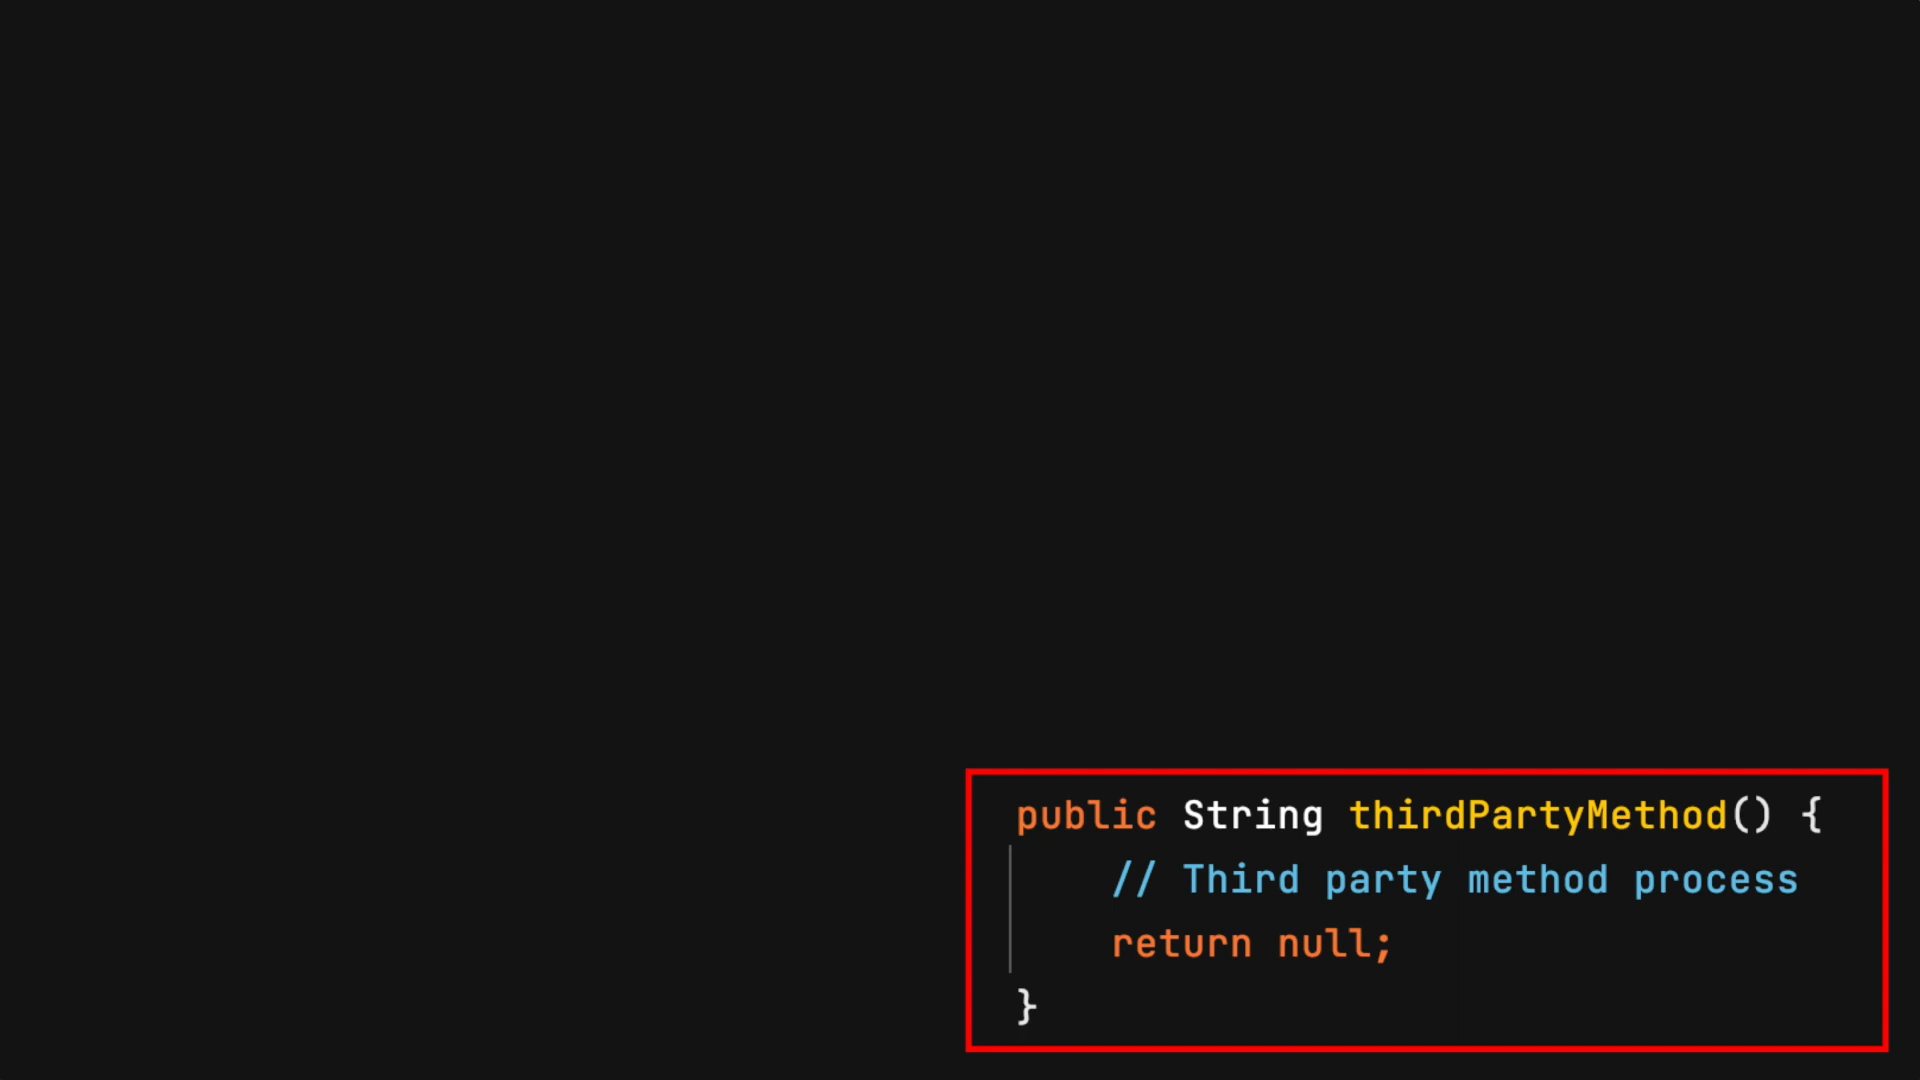 public String thirdPartyMethod() {
// Third party method process
return null;
}